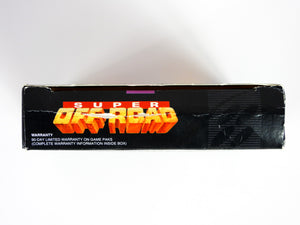 SUPER
OFF ROAD
WARRANTY
90-DAY LIMITED WARRANTY ON GAME PAKS
(COMPLETE WARRANTY INFORMATION INSIDE BOX)